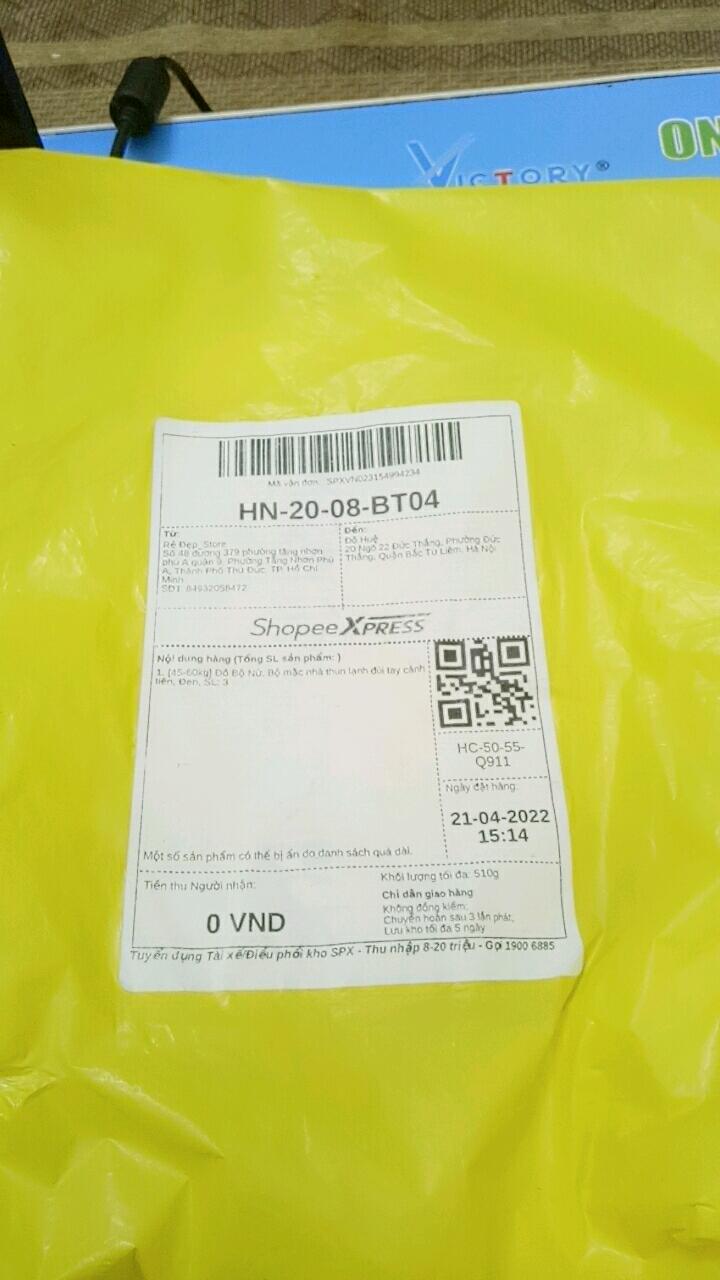 VICTORY®
ON
Mã vận đơn: SPXVN023154994234
HN-20-08-BT04
Từ:
Rẻ Đẹp_Store
Số 48 đường 379 phường tăng nhơn
phú A quận 9, Phường Tăng Nhơn Phú
A, Thành Phố Thủ Đức, TP. Hồ Chí
Minh
SDT: 84932058472
Đến:
Đỗ Huệ
20 Ngõ 22 Đức Thắng, Phường Đức
Thắng, Quận Bắc Từ Liêm, Hà Nội
Shopee XPRESS
Nội dung hàng (Tổng SL sản phẩm: )
1. [45-60kg] Đồ Bộ Nữ, Bộ mặc nhà thun lạnh đùi tay cánh
tiên, Đen, SL: 3
HC-50-55-
Q911
Ngày đặt hàng:
21-04-2022
15:14
Một số sản phẩm có thể bị ẩn do danh sách quá dài.
Tiền thu Người nhận:
0 VND
Khối lượng tối đa: 510g
Chỉ dẫn giao hàng
Không đồng kiểm;
Chuyển hoàn sau 3 lần phát;
Lưu kho tối đa 5 ngày
Tuyển dụng Tài xế/Điều phối kho SPX - Thu nhập 8-20 triệu - Gọi 1900 6885